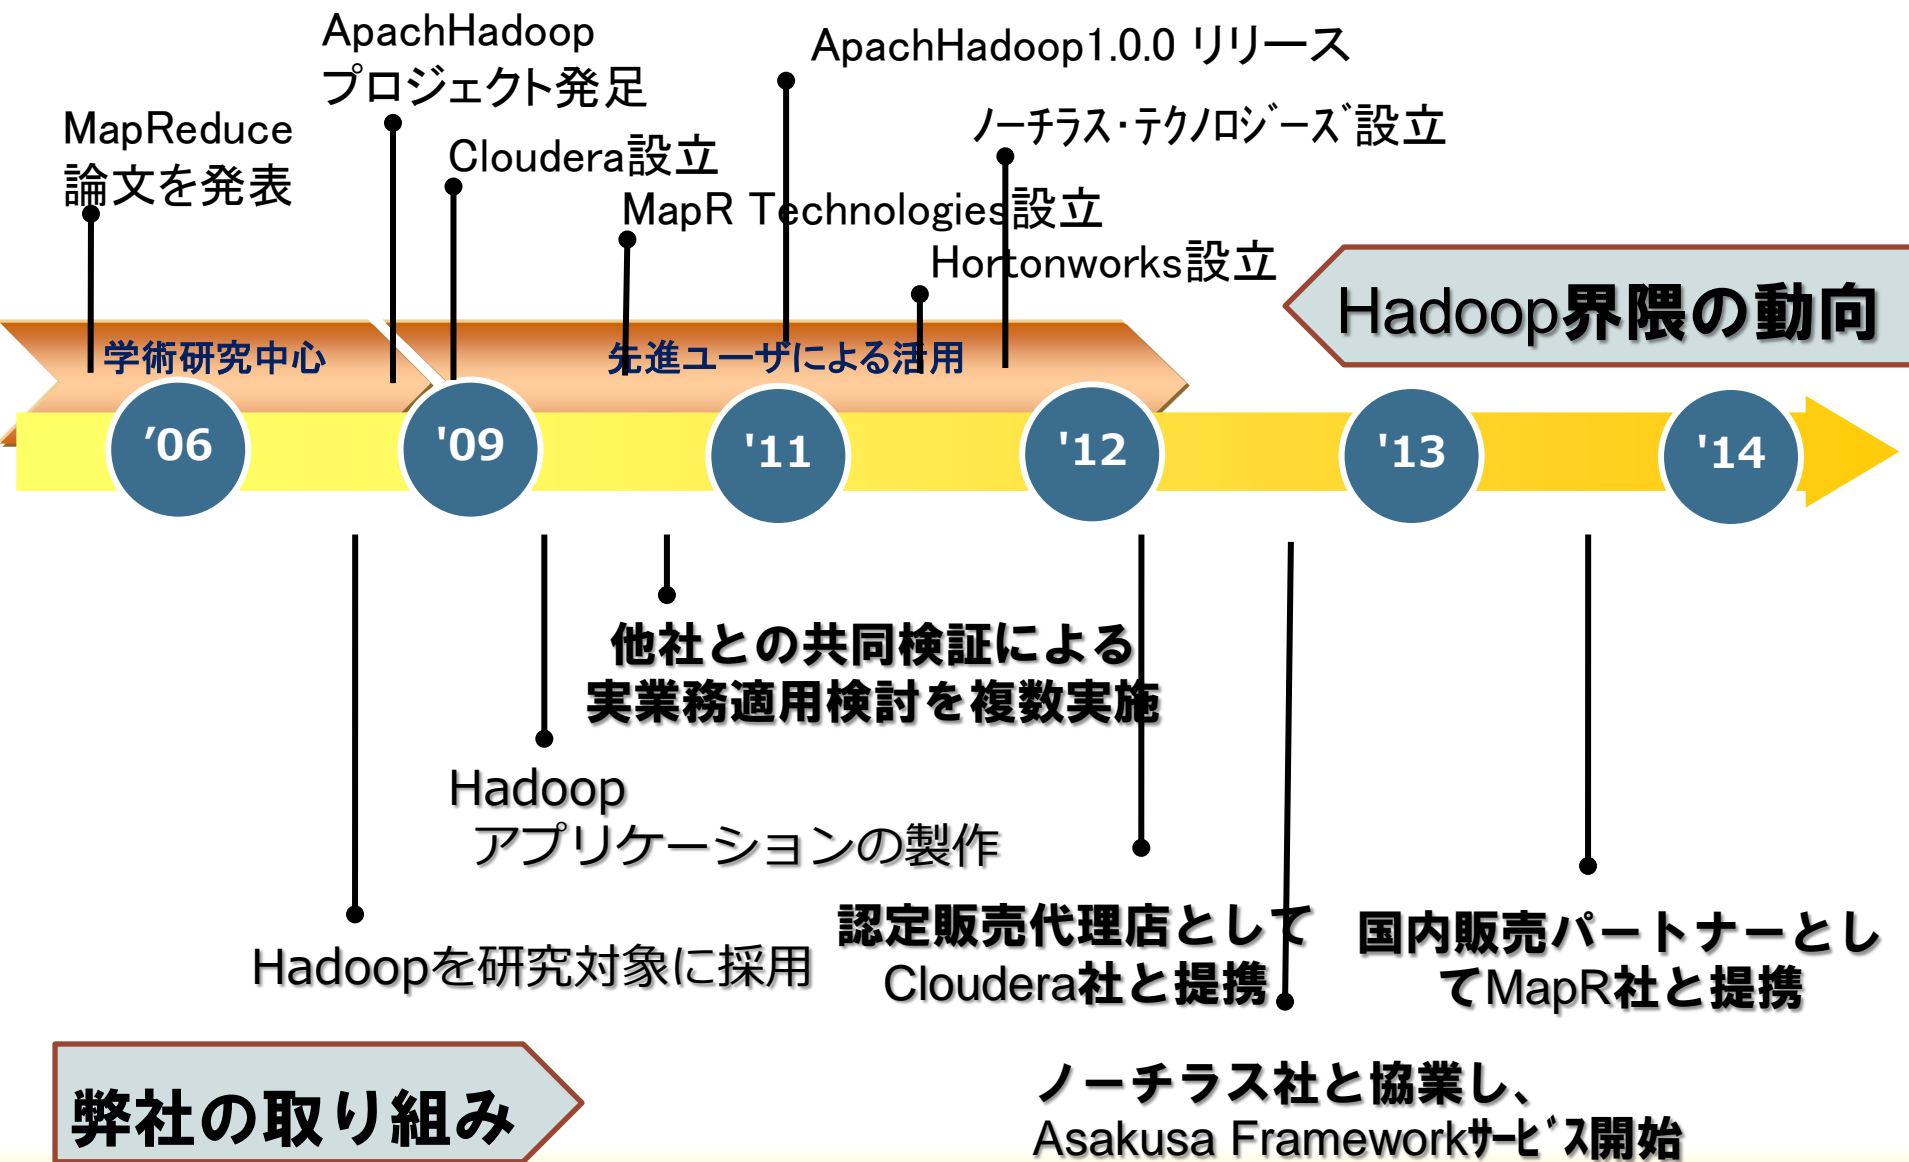 ApachHadoop
プロジェクト発足
ApachHadoop1.0.0 リリース
MapReduce
論文を発表
Cloudera設立
ノーチラス・テクノロジーズ設立
MapR Technologies設立
Hortonworks設立
Hadoop界隈の動向
学術研究中心
先進ユーザによる活用
'06
'09
'11
'12
'13
'14
他社との共同検証による
実業務適用検討を複数実施
Hadoop
アプリケーションの製作
Hadoopを研究対象に採用
認定販売代理店として
Cloudera社と提携
国内販売パートナーとし
てMapR社と提携
ノーチラス社と協業し、
Asakusa Frameworkサービス開始
弊社の取り組み